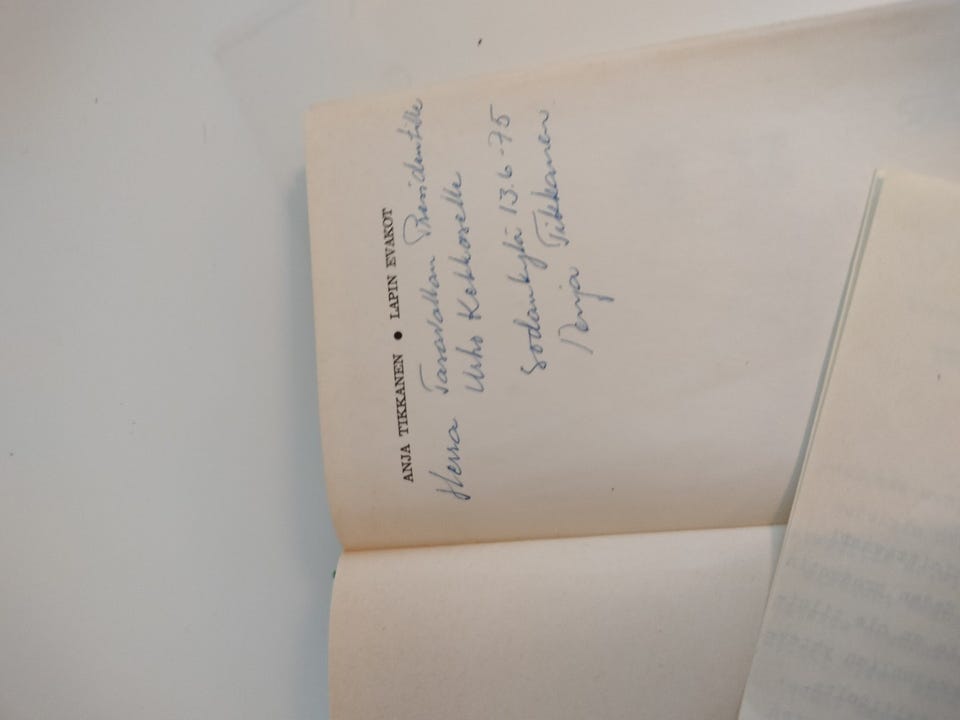 ANJA TIKKANEN ● LAPIN EVAKOT
Herra Tasavallan Presidentille
Urho Kekkoselle
Sodankylä 13.6-75
Anja Tikkanen